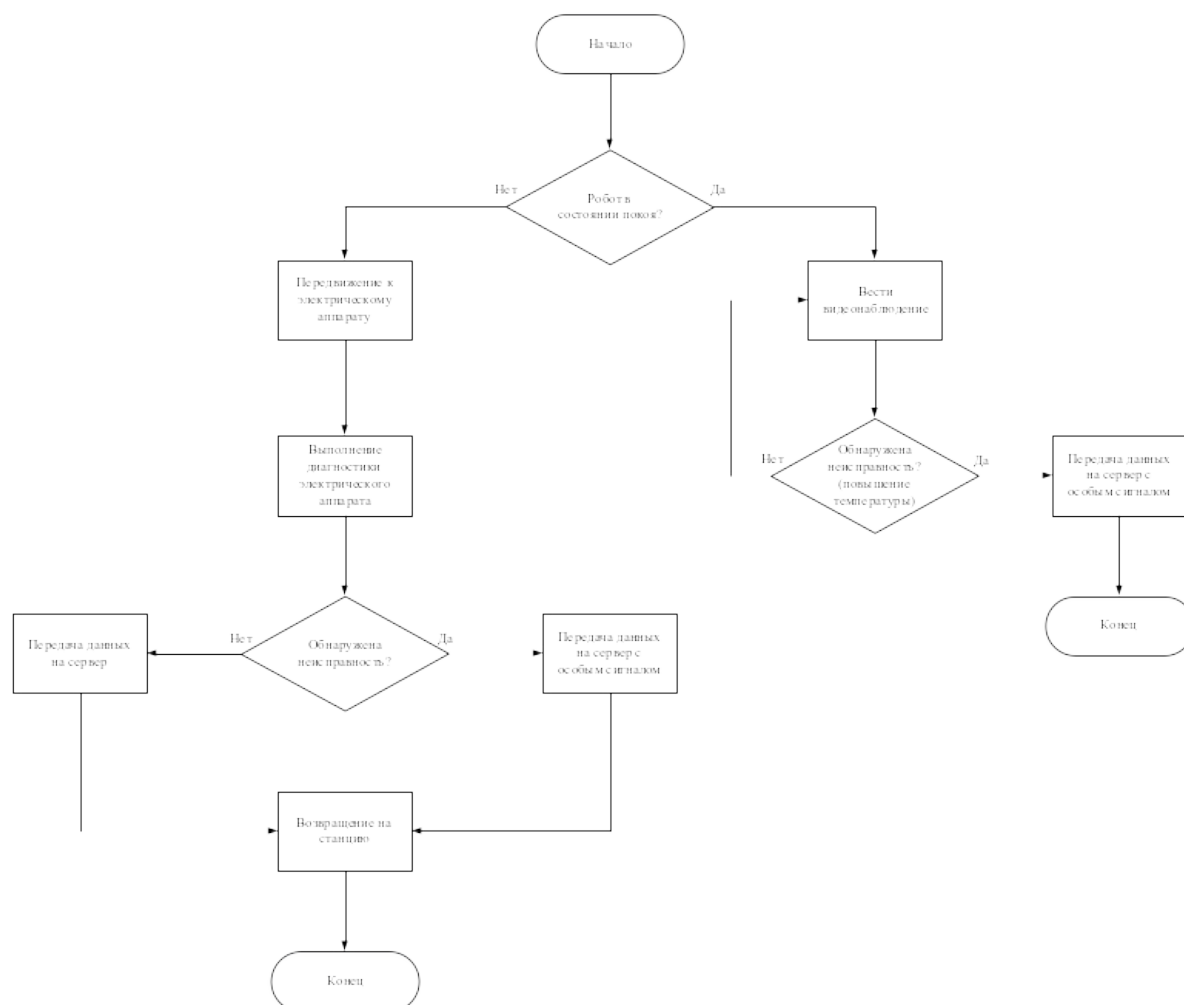 Начало
Нет
Да
Робот в
состоянии покоя?
Передвижение к
электрическому
аппарату
Вести
видеонаблюдение
Выполнение
диагностики
электрического
аппарата
Нет
Обнаружена
неисправность?
(повышение
температуры)
Да
Передача данных
на сервер с
особым сигналом
Передача данных
на сервер
Нет
Обнаружена
неисправность?
Да
Передача данных
на сервер с
особым сигналом
Конец
Возвращение на
станцию
Конец